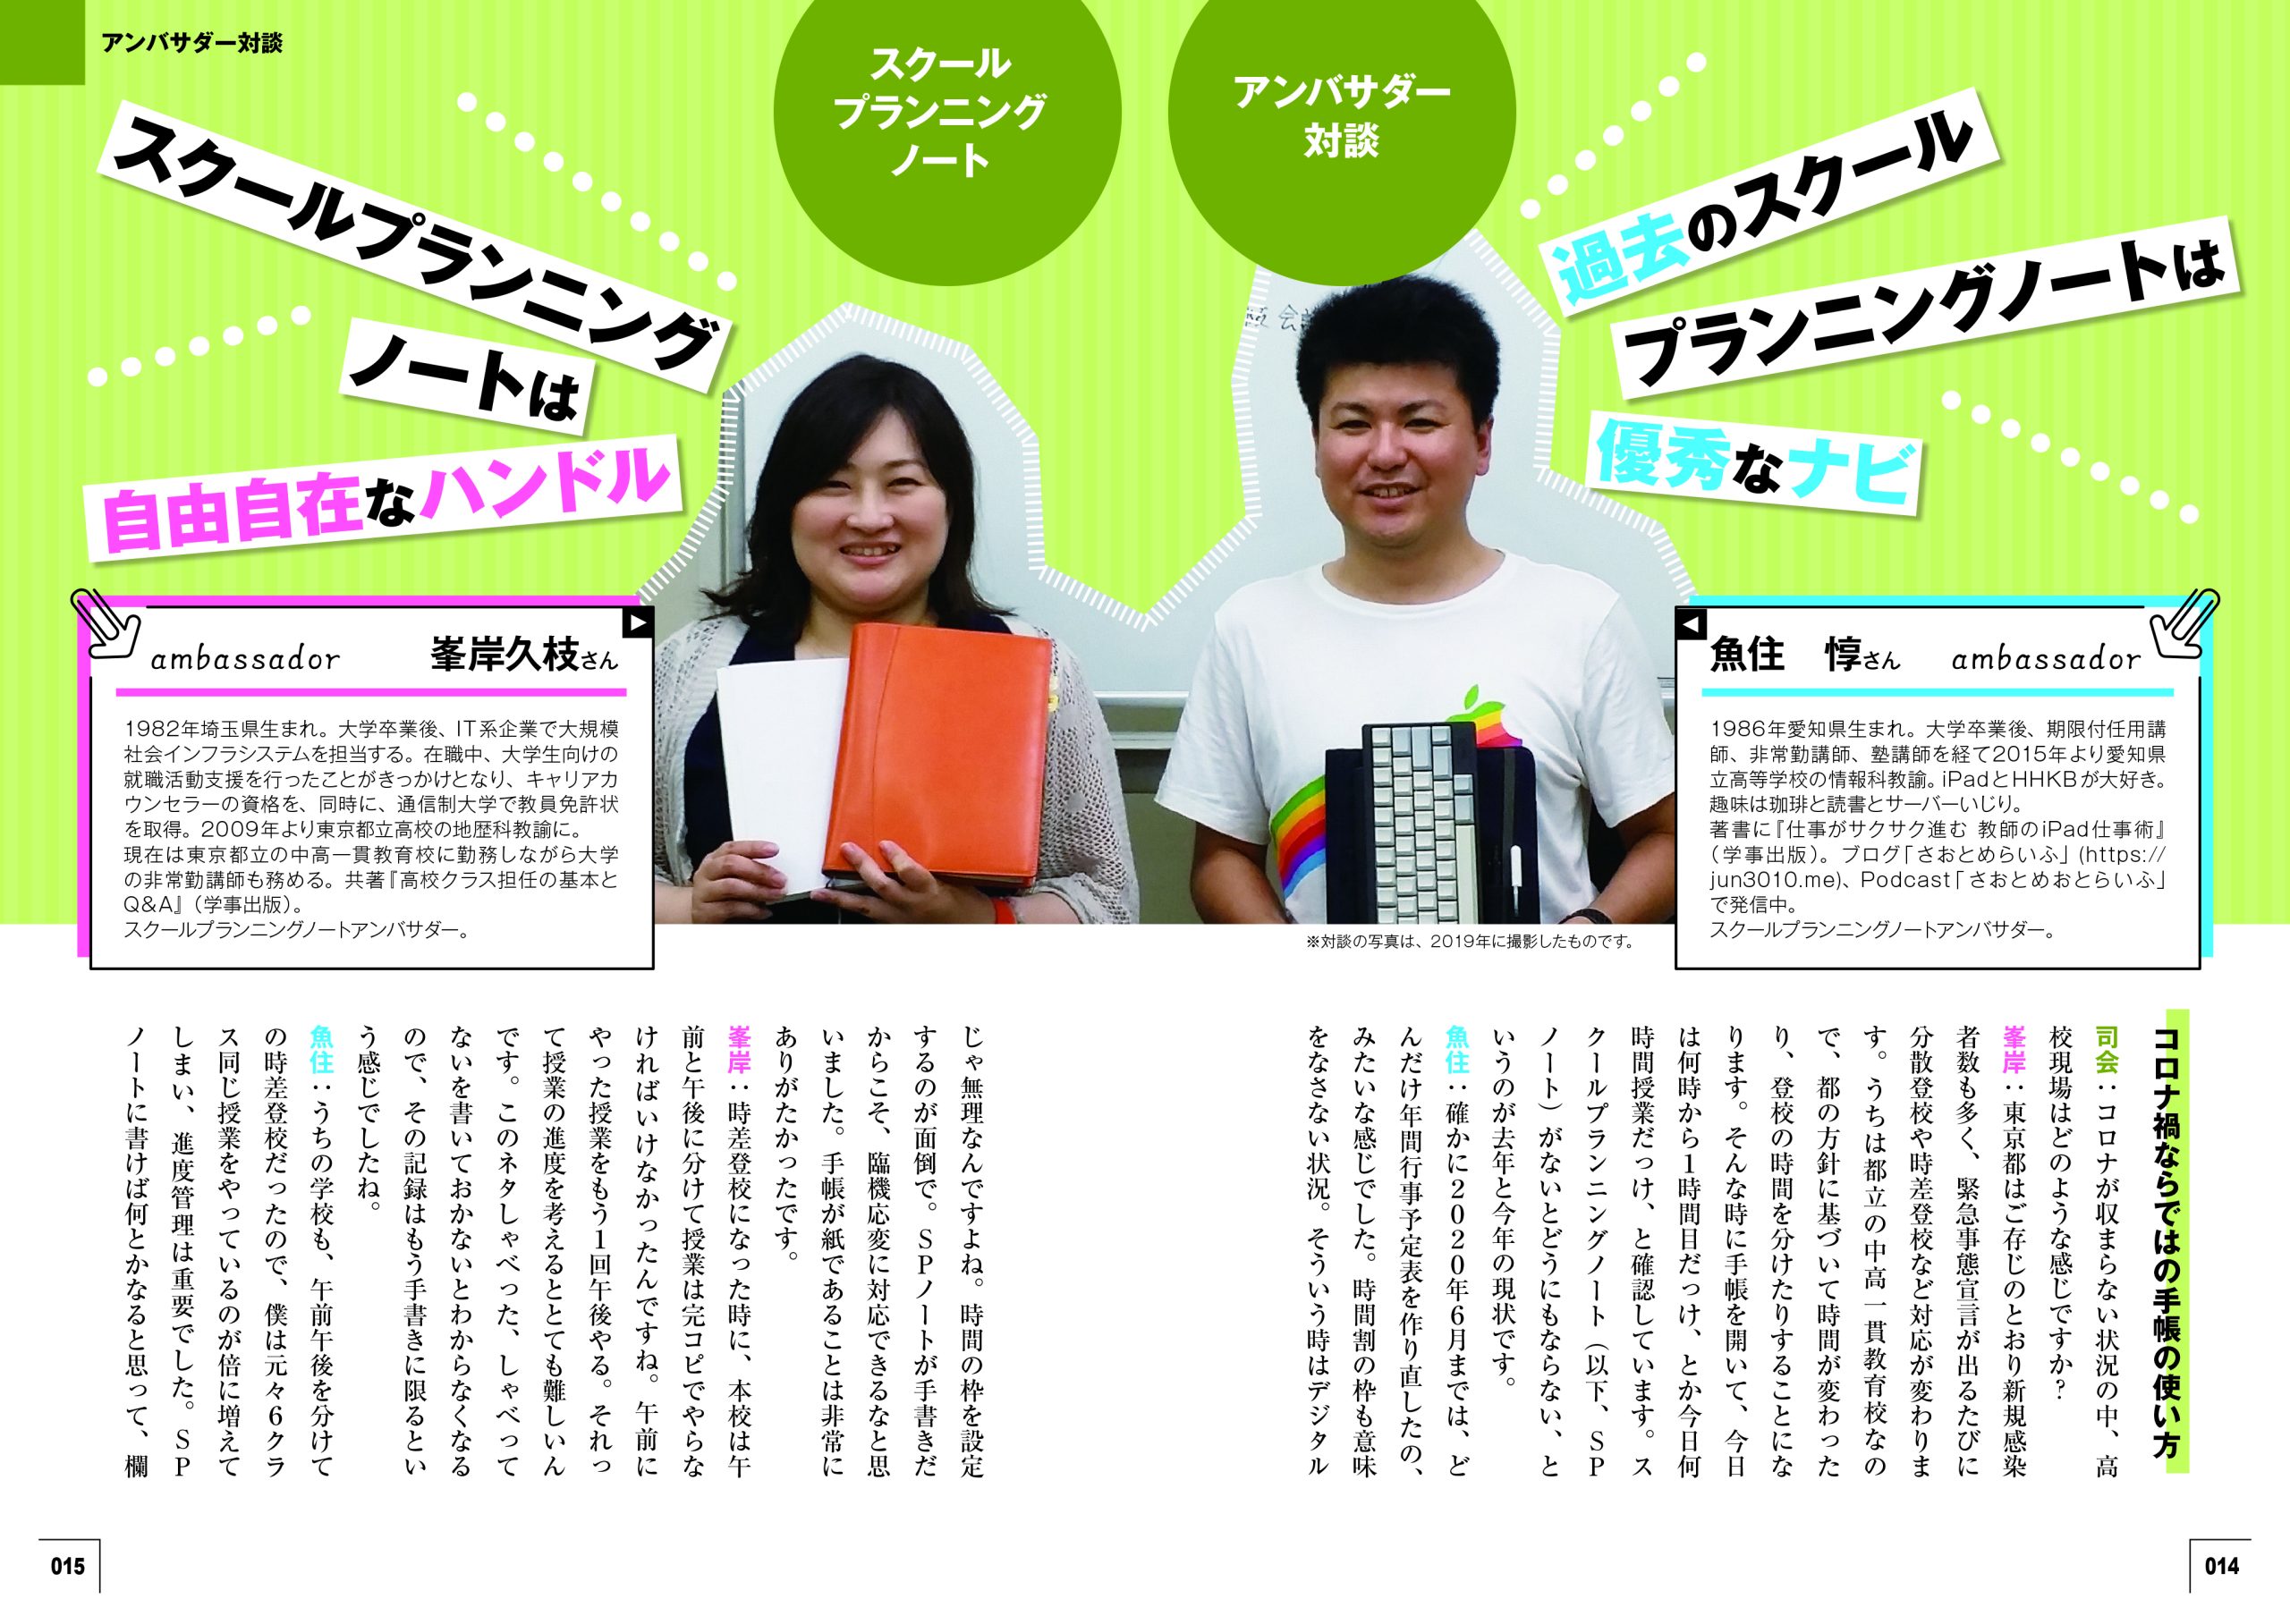 アンバサダー対談
スクール
プランニング
ノート
アンバサダー
対談
過去のスクール
プランニングノートは
優秀なナビ
スクールプランニング
ノートは
自由自在なハンドル
魚住　惇さん　ambassador
1986年愛知県生まれ。大学卒業後、期限付任用講
師、非常勤講師、塾講師を経て2015年より愛知県
立高等学校の情報科教諭。iPadとHHKBが大好き。
趣味は珈琲と読書とサーバーいじり。
著書に『仕事がサクサク進む 教師のiPad仕事術』
（学事出版）。ブログ「さおとめらいふ」(https://
jun3010.me)、Podcast「さおとめおとらいふ」
で発信中。
スクールプランニングノートアンバサダー。
ambassador　峯岸久枝さん
1982年埼玉県生まれ。大学卒業後、IT系企業で大規模
社会インフラシステムを担当する。在職中、大学生向けの
就職活動支援を行ったことがきっかけとなり、キャリアカ
ウンセラーの資格を、同時に、通信制大学で教員免許状
を取得。2009年より東京都立高校の地歴科教諭に。
現在は東京都立の中高一貫教育校に勤務しながら大学
の非常勤講師も務める。共著『高校クラス担任の基本と
Q&A』（学事出版）。
スクールプランニングノートアンバサダー。
※対談の写真は、2019年に撮影したものです。
コロナ禍ならではの手帳の使い方
司会：コロナが収まらない状況の中、高
校現場はどのような感じですか？
峯岸：東京都はご存じのとおり新規感染
者数も多く、緊急事態宣言が出るたびに
分散登校や時差登校など対応が変わりま
す。うちは都立の中高一貫教育校なの
で、都の方針に基づいて時間が変わった
り、登校の時間を分けたりすることにな
ります。そんな時に手帳を開いて、今日
は何時から1時間目だっけ、とか今日何
時間授業だっけ、と確認しています。ス
クールプランニングノート（以下、SP
ノート）がないとどうにもならない、と
いうのが去年と今年の現状です。
魚住：確かに2020年6月までは、ど
んだけ年間行事予定表を作り直したの、
みたいな感じでした。時間割の枠も意味
をなさない状況。そういう時はデジタル
じゃ無理なんですよね。時間の枠を設定
するのが面倒で。SPノートが手書きだ
からこそ、臨機応変に対応できるなと思
いました。手帳が紙であることは非常に
ありがたかったです。
峯岸：時差登校になった時に、本校は午
前と午後に分けて授業は完コピでやらな
ければいけなかったんですね。午前に
やった授業をもう1回午後やる。それっ
て授業の進度を考えるととても難しいん
です。このネタしゃべった、しゃべって
ないを書いておかないとわからなくなる
ので、その記録はもう手書きに限るとい
う感じでしたね。
魚住：うちの学校も、午前午後を分けて
の時差登校だったので、僕は元々6クラ
ス同じ授業をやっているのが倍に増えて
しまい、進度管理は重要でした。SP
ノートに書けば何とかなると思って、欄
014
015